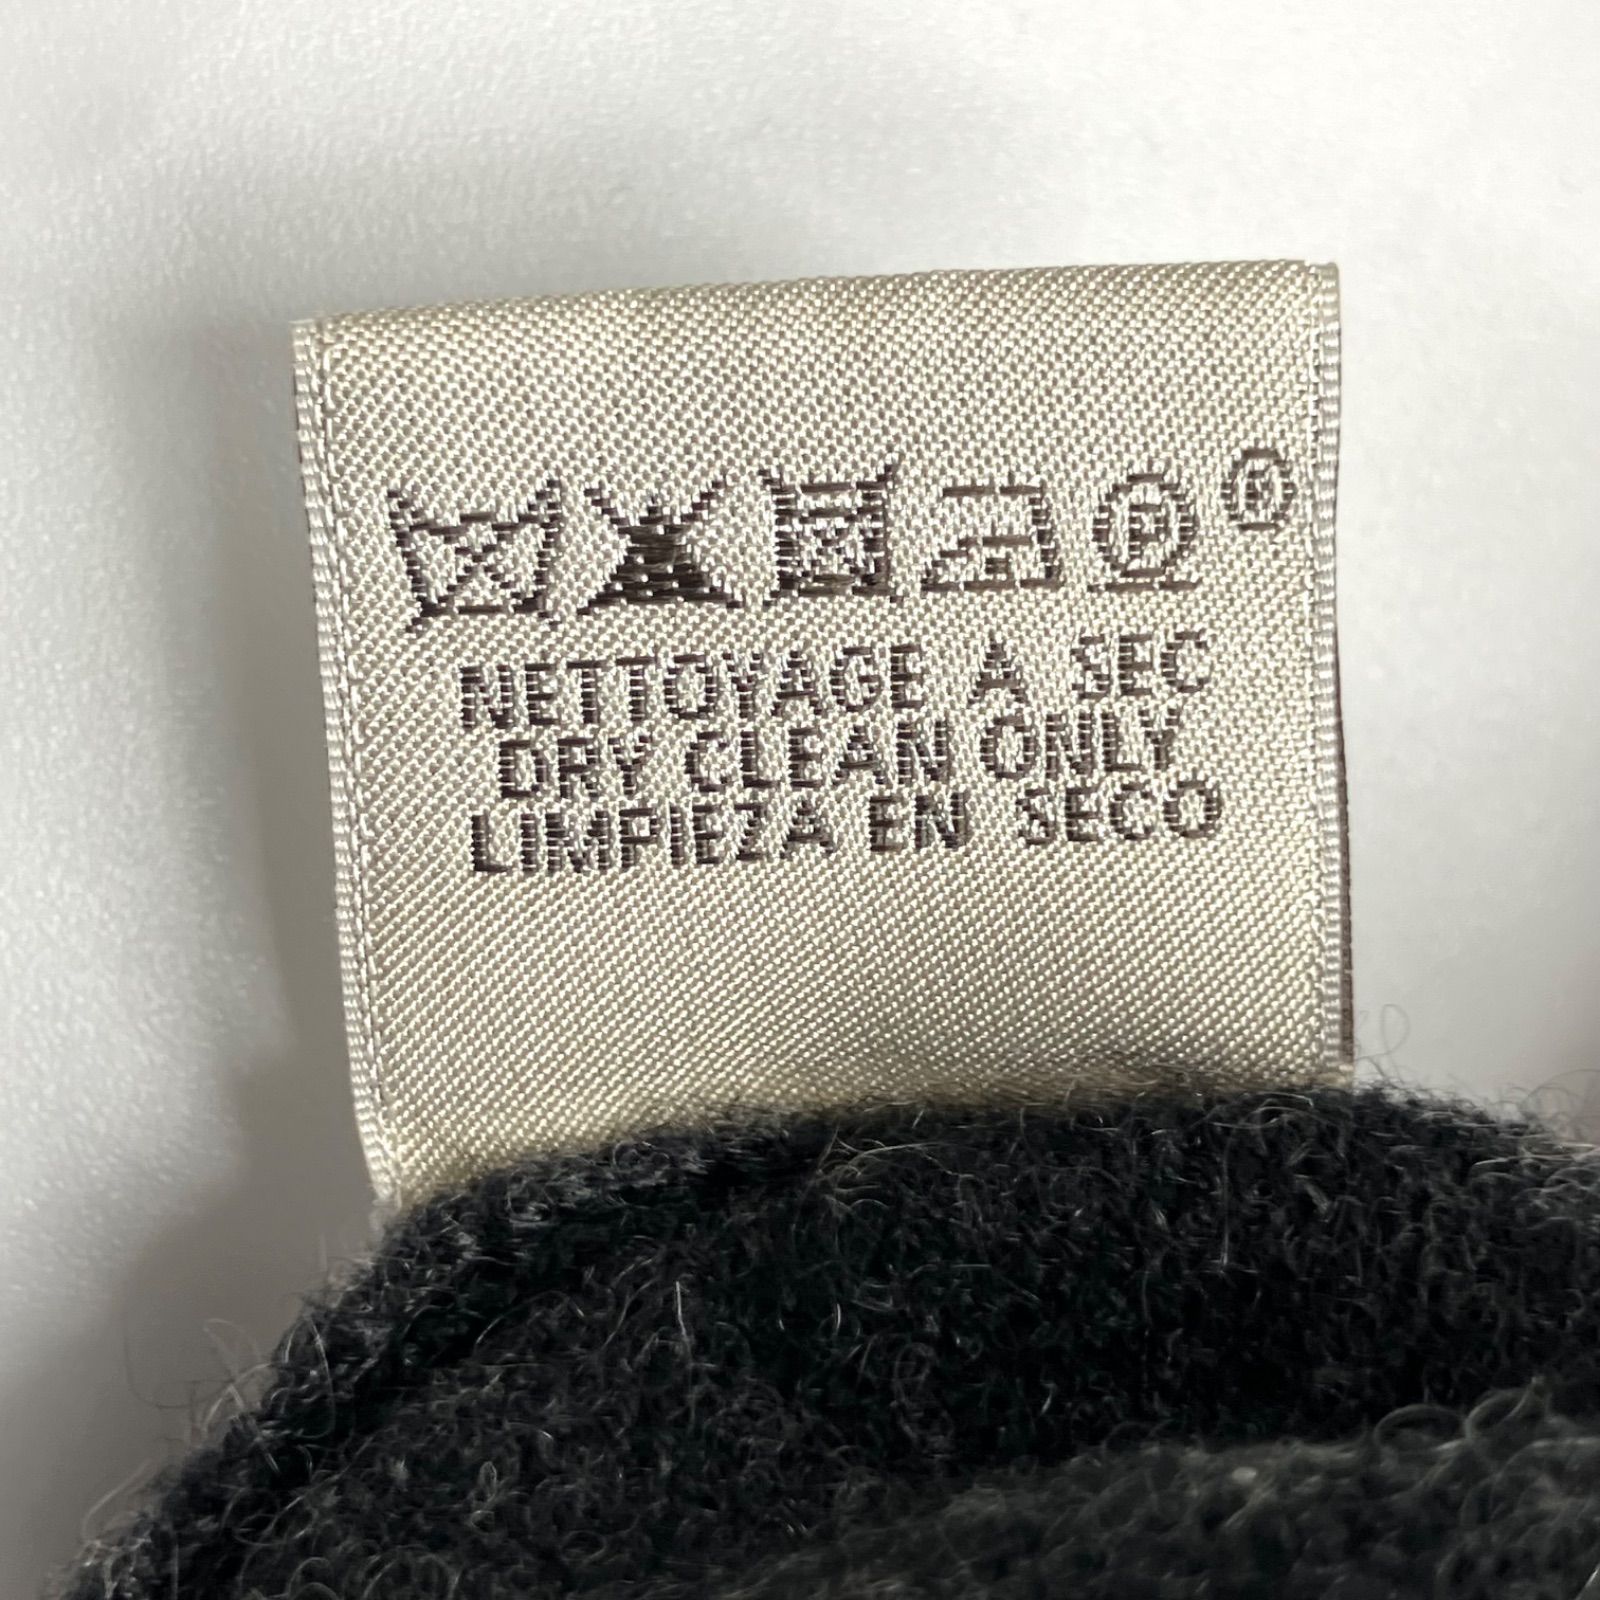 P ®
NETTOYAGE A SEC
DRY CLEAN ONLY
LIMPIEZA EN SECO